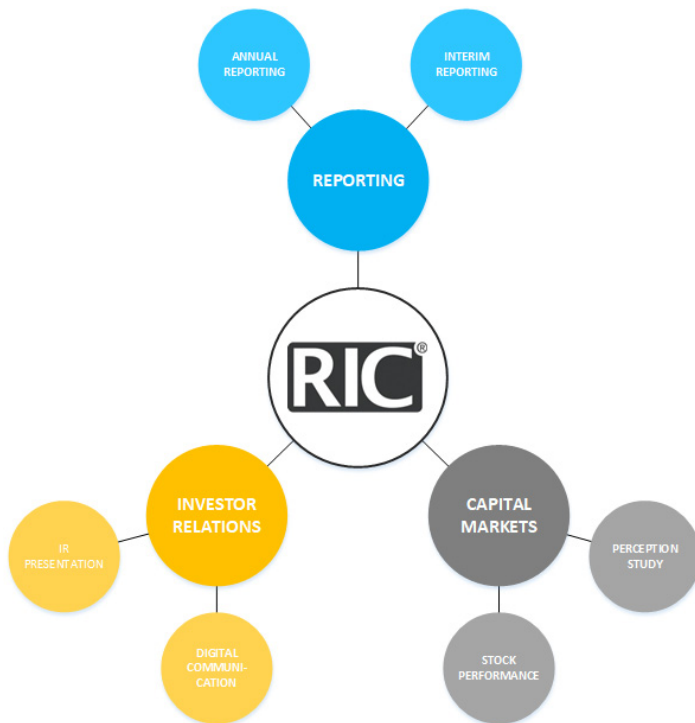 ANNUAL
REPORTING
INTERIM
REPORTING
REPORTING
RIC®
INVESTOR
RELATIONS
CAPITAL
MARKETS
IR
PRESENTATION
PERCEPTION
STUDY
DIGITAL
COMMUNI-
CATION
STOCK
PERFORMANCE